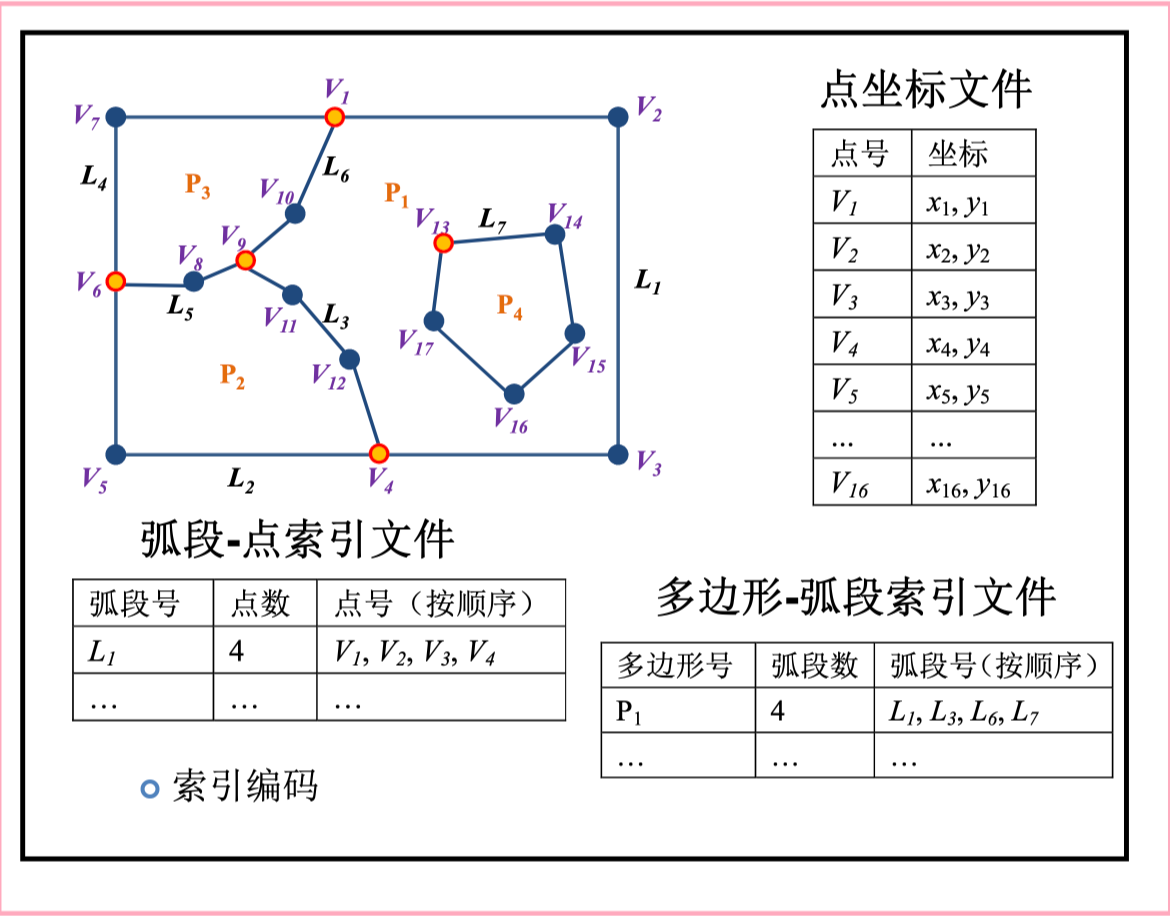 点坐标文件
点号 坐标
V1 x1, y1
V2 x2, y2
V3 x3, y3
V4 x4, y4
V5 x5, y5
... ...
V16 x16, y16
V1
V7
V2
L4
P3
L6
V10
P1
V13
L7
V14
V9
V8
V6
L5
V11
L3
P4
L1
V17
V15
P2
V12
V16
V5
L2
V4
V3
弧段-点索引文件
弧段号 点数 点号（按顺序）
L1 4 V1, V2, V3, V4
... ... ...
多边形-弧段索引文件
多边形号 弧段数 弧段号（按顺序）
P1 4 L1, L3, L6, L7
... ... ...
索引编码